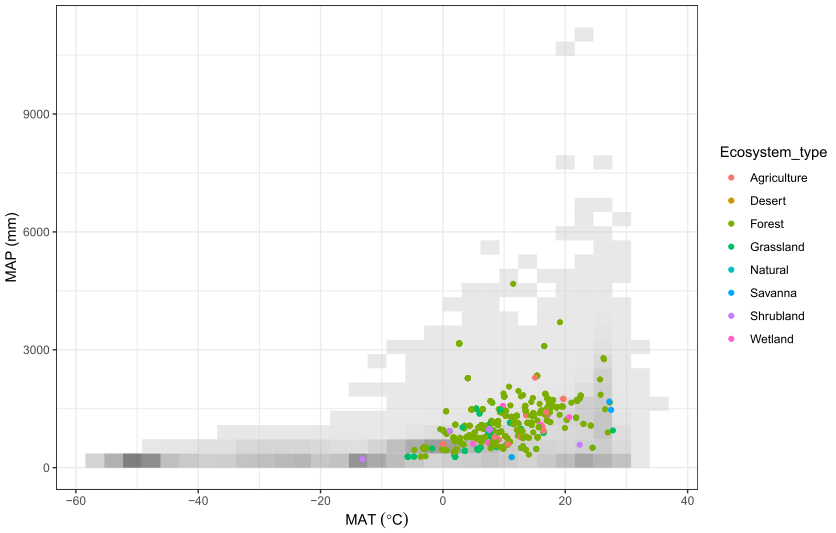 9000
6000
3000
0
MAP (mm)
−60
−40
−20
0
20
40
MAT (°C)
Ecosystem_type
Agriculture
Desert
Forest
Grassland
Natural
Savanna
Shrubland
Wetland